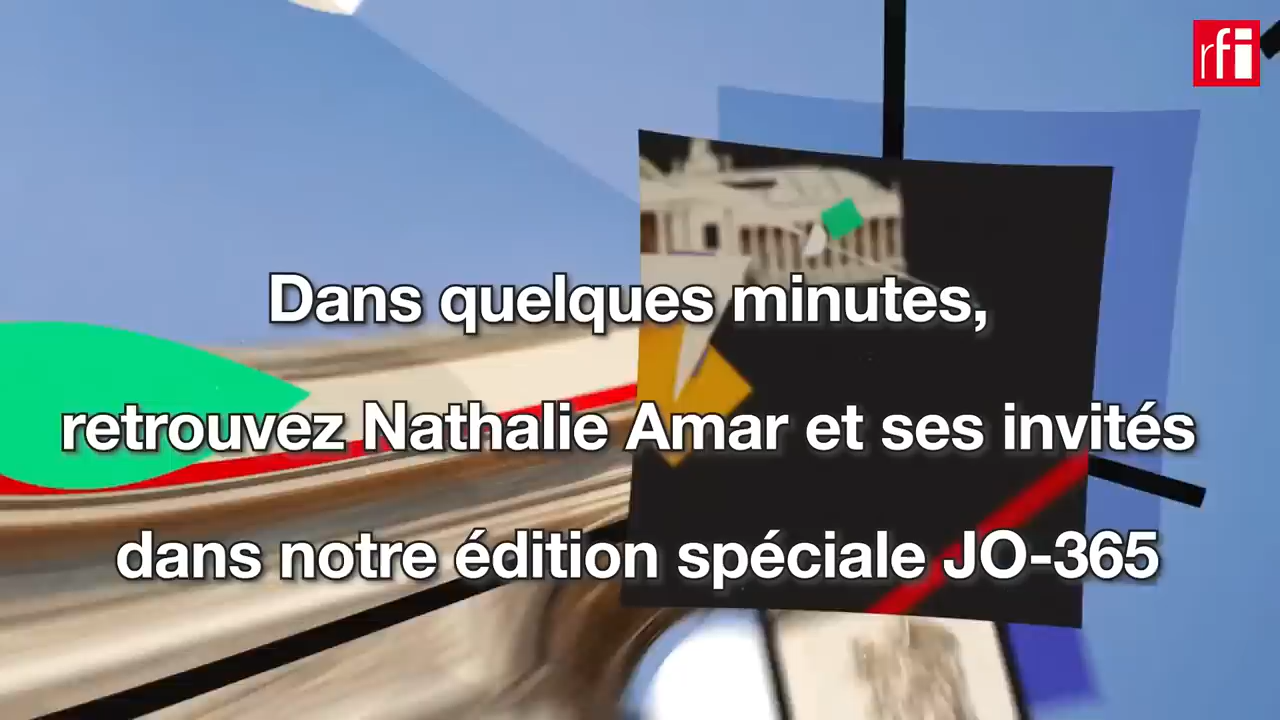 rfi
Dans quelques minutes,
retrouvez Nathalie Amar et ses invités
dans notre édition spéciale JO-365